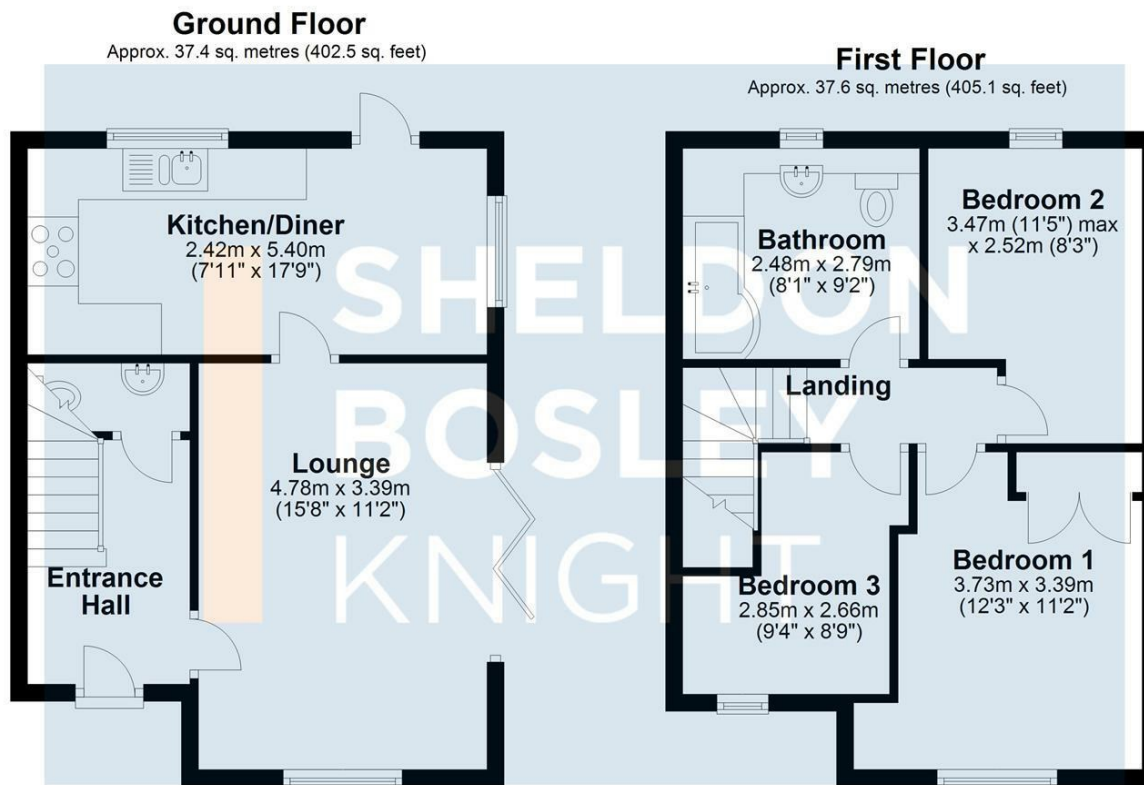 Ground Floor
Approx. 37.4 sq. metres (402.5 sq. feet)
Kitchen/Diner
2.42m x 5.40m
(7'11" x 17'9")
Lounge
4.78m x 3.39m
(15'8" x 11'2")
Entrance
Hall
First Floor
Approx. 37.6 sq. metres (405.1 sq. feet)
Bathroom
2.48m x 2.79m
(8'1" x 9'2")
Bedroom 2
3.47m (11'5") max
x 2.52m (8'3")
Landing
Bedroom 3
2.85m x 2.66m
(9'4" x 8'9")
Bedroom 1
3.73m x 3.39m
(12'3" x 11'2")
SHELDON
BOSLEY
KNIGHT